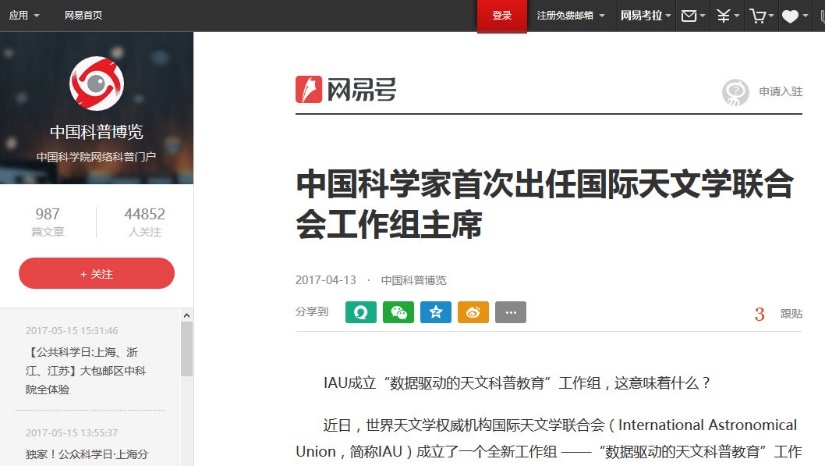 应用 网易首页 登录 注册免费邮箱 网易考拉
中国科普博览
中国科学院网络科普门户
987 44852
篇文章 人关注
+ 关注
2017-05-15 15:31:46
【公共科学日:上海、浙
江、江苏】大包邮区中科
院全体验
2017-05-15 13:55:37
独家！公众科学日·上海分
网易号 申请入驻
中国科学家首次出任国际天文学联合
会工作组主席
2017-04-13 · 中国科普博览
分享到 ··· 3 跟贴
IAU成立“数据驱动的天文科普教育”工作组，这意味着什么？
近日，世界天文学权威机构国际天文学联合会（International Astronomical
Union，简称IAU）成立了一个全新工作组 ——“数据驱动的天文科普教育”工作